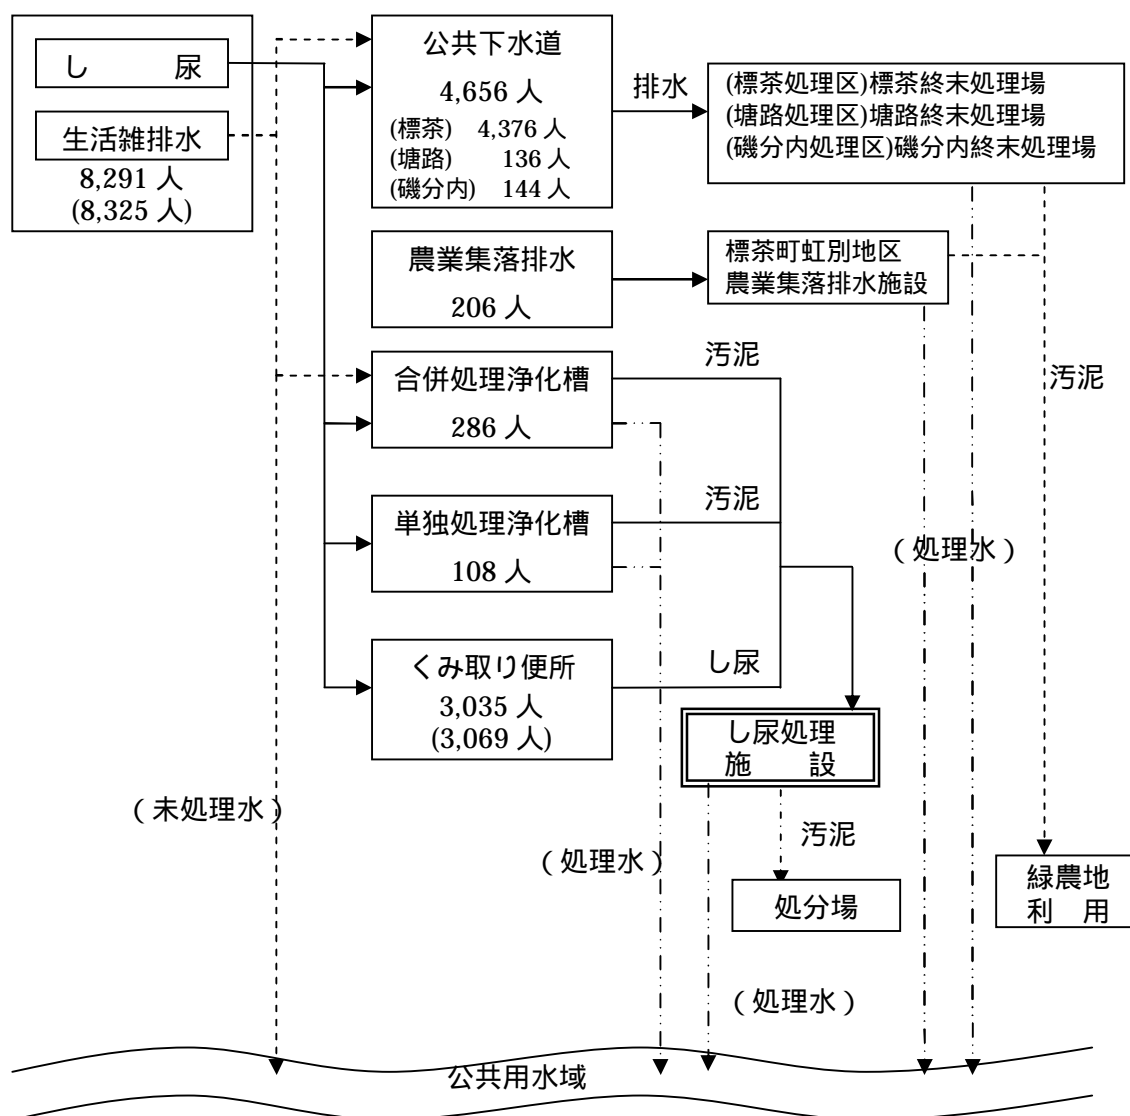 し 尿
生活雑排水
8,291 人
(8,325 人)
公共下水道
4,656 人
(標茶) 4,376 人
(塘路) 136 人
(磯分内) 144 人
排水
(標茶処理区)標茶終末処理場
(塘路処理区)塘路終末処理場
(磯分内処理区)磯分内終末処理場
農業集落排水
206 人
標茶町虹別地区
農業集落排水施設
合併処理浄化槽
286 人
汚泥
汚泥
単独処理浄化槽
108 人
汚泥
（処理水）
くみ取り便所
3,035 人
(3,069 人)
し尿
し尿処理
施 設
（未処理水）
（処理水）
汚泥
処分場
緑農地
利 用
（処理水）
公共用水域